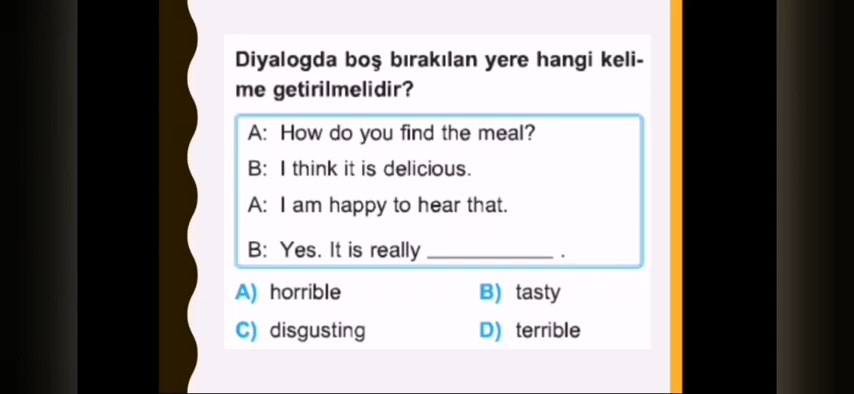 Diyalogda boş bırakılan yere hangi keli-
me getirilmelidir?
A: How do you find the meal?
B: I think it is delicious.
A: I am happy to hear that.
B: Yes. It is really ____________ .
A) horrible B) tasty
C) disgusting D) terrible